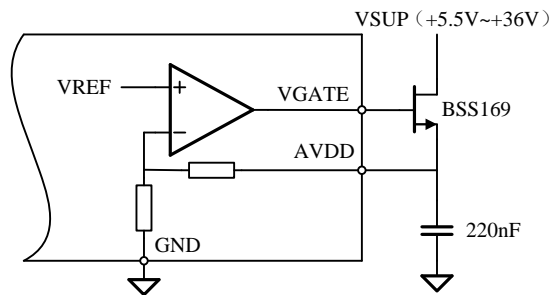 VSUP（+5.5V~+36V）
VREF
+
VGATE
BSS169
−
AVDD
GND
220nF